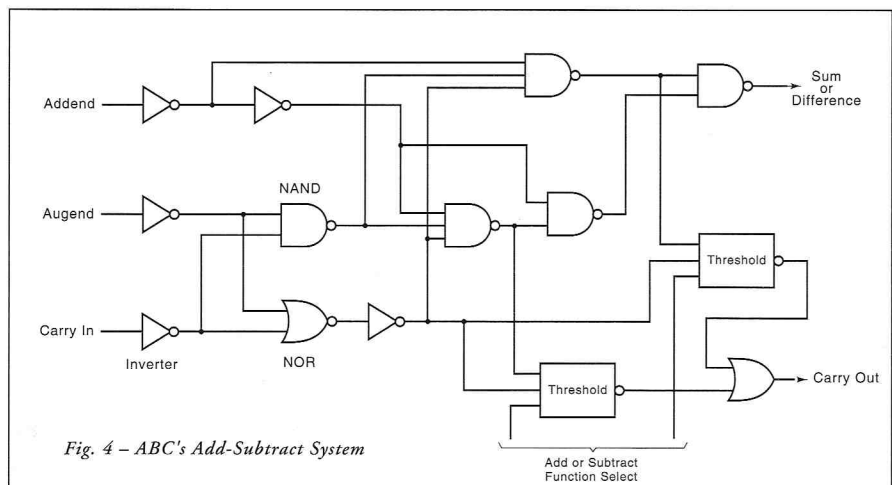 Addend
Sum
or
Difference
Augend
NAND
Threshold
Carry In
Inverter
NOR
Threshold
Carry Out
Fig. 4 – ABC's Add-Subtract System
Add or Subtract
Function Select